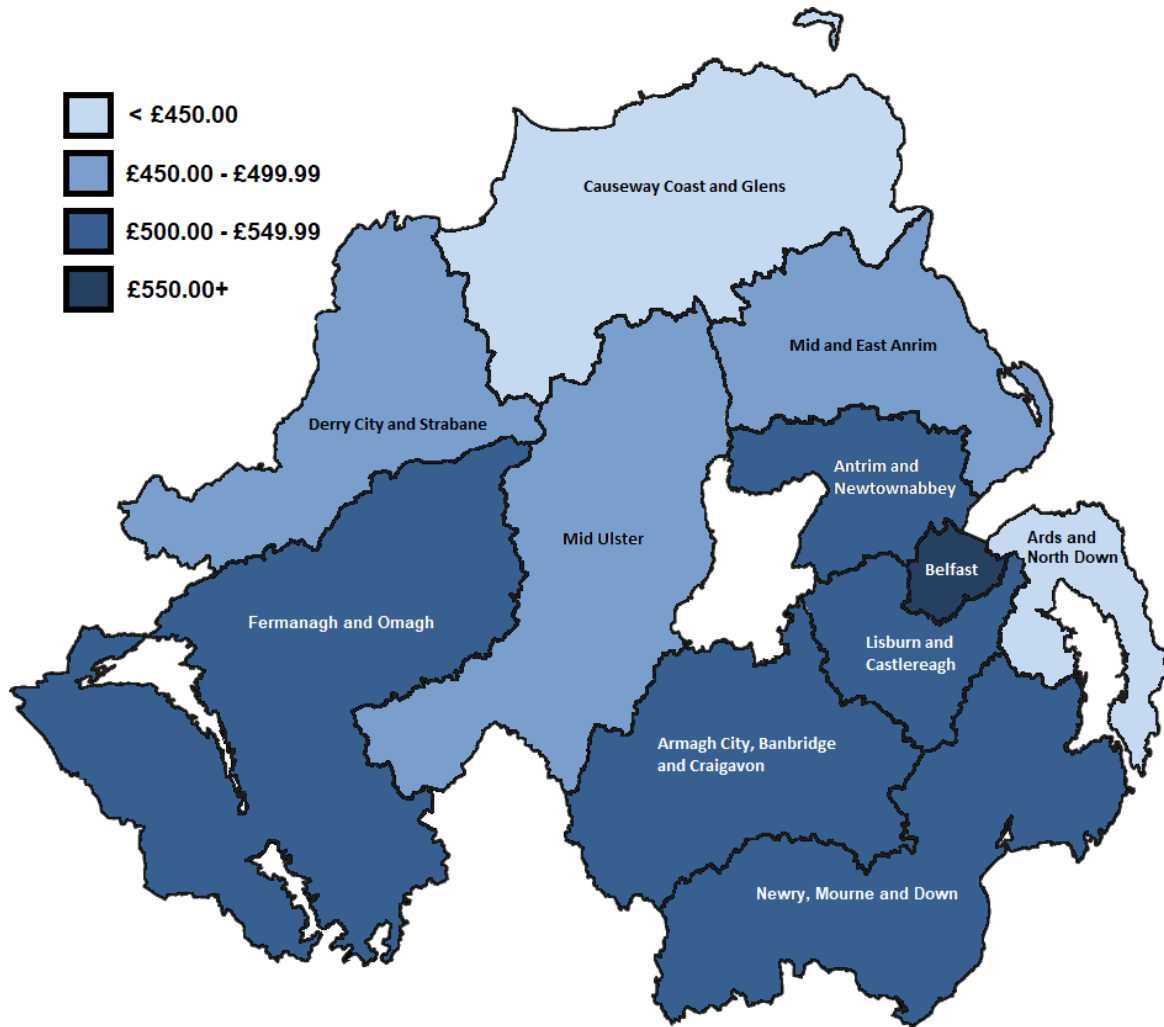 < £450.00
£450.00 - £499.99
£500.00 - £549.99
£550.00+
Causeway Coast and Glens
Mid and East Anrim
Derry City and Strabane
Antrim and
Newtownabbey
Mid Ulster
Ards and
North Down
Belfast
Fermanagh and Omagh
Lisburn and
Castlereagh
Armagh City, Banbridge
and Craigavon
Newry, Mourne and Down